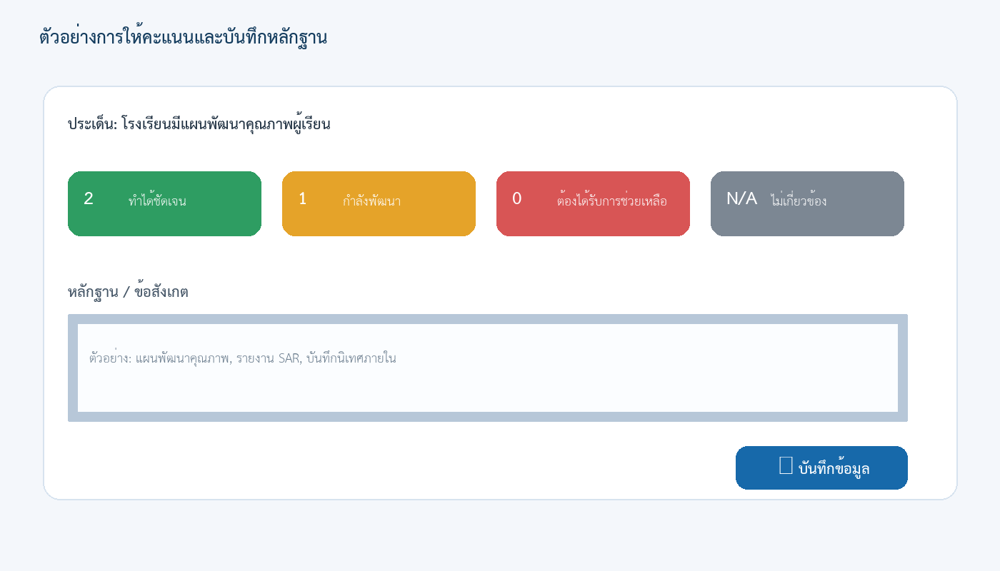 ตัวอย่างการให้คะแนนและบันทึกหลักฐาน
ประเด็น: โรงเรียนมีแผนพัฒนาคุณภาพผู้เรียน
2 ทำได้ชัดเจน
1 กำลังพัฒนา
0 ต้องได้รับการช่วยเหลือ
N/A ไม่เกี่ยวข้อง
หลักฐาน / ข้อสังเกต
ตัวอย่าง: แผนพัฒนาคุณภาพ, รายงาน SAR, บันทึกนิเทศภายใน
บันทึกข้อมูล